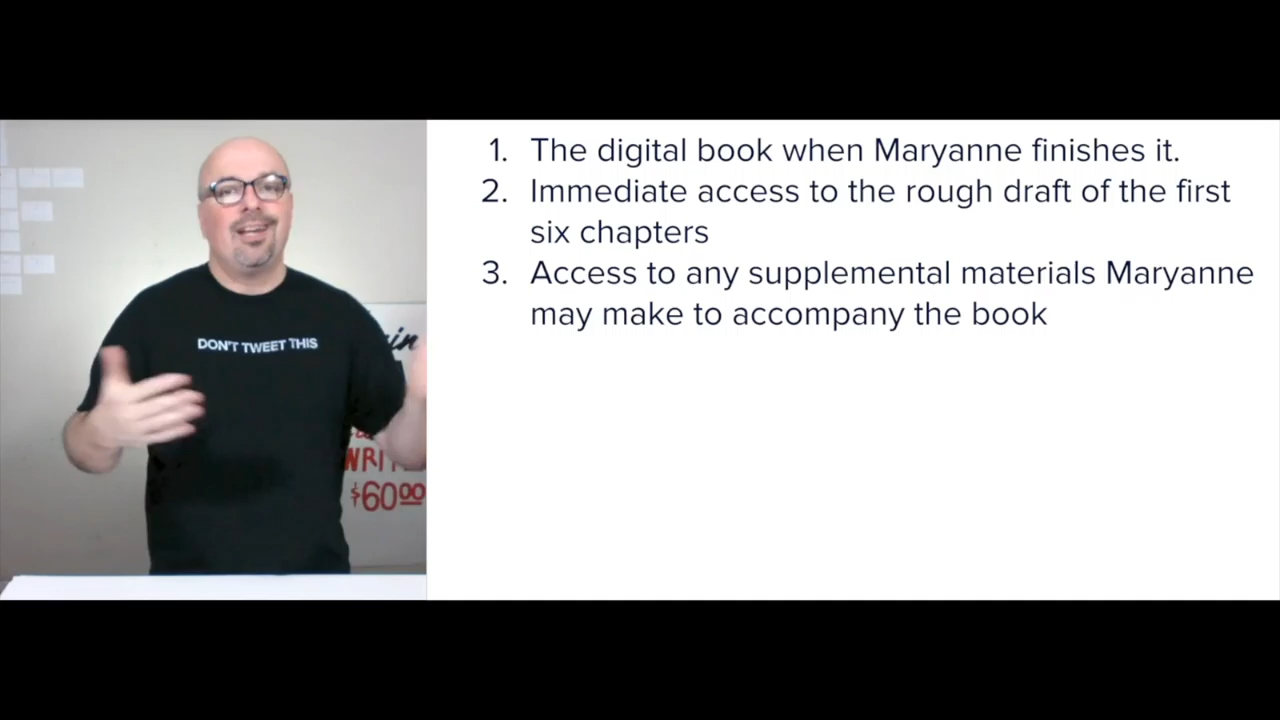 1. The digital book when Maryanne finishes it.
2. Immediate access to the rough draft of the first
six chapters
3. Access to any supplemental materials Maryanne
may make to accompany the book
DON'T TWEET THIS
$6000